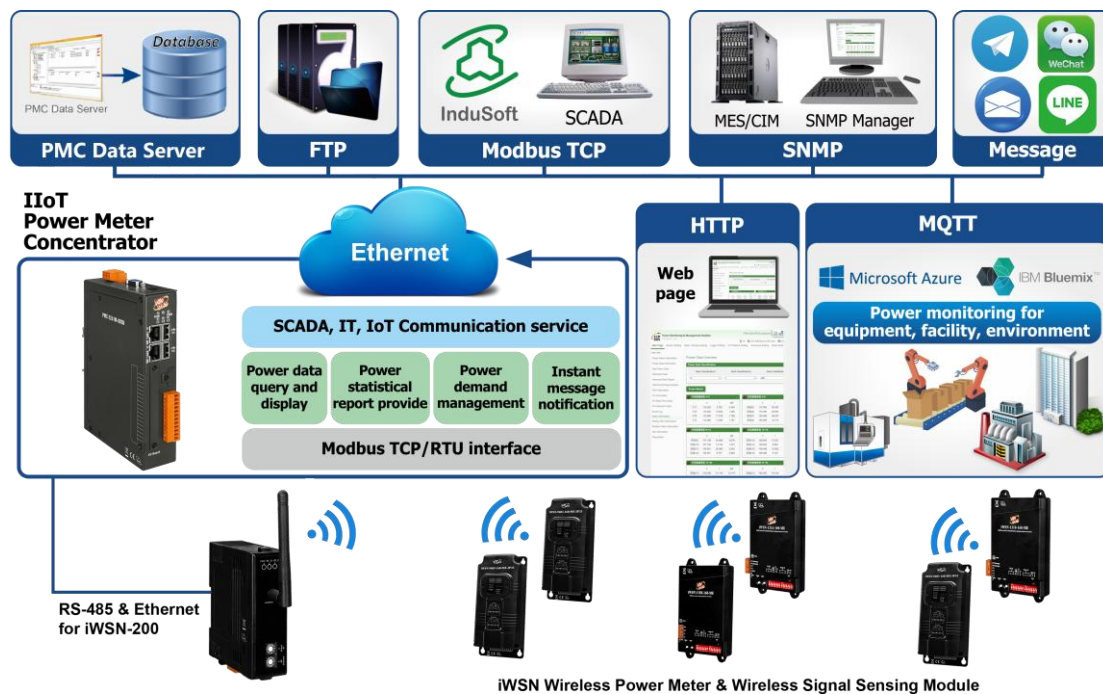 Database
PMC Data Server
PMC Data Server
FTP
InduSoft
SCADA
Modbus TCP
MES/CIM
SNMP Manager
SNMP
WeChat
LINE
Message
IIoT
Power Meter
Concentrator
Ethernet
SCADA, IT, IoT Communication service
Power data
query and
display
Power
statistical
report provide
Power
demand
management
Instant
message
notification
Modbus TCP/RTU interface
HTTP
Web
page
MQTT
Microsoft Azure
IBM Bluemix™
Power monitoring for
equipment, facility, environment
RS-485 & Ethernet
for iWSN-200
iWSN Wireless Power Meter & Wireless Signal Sensing Module